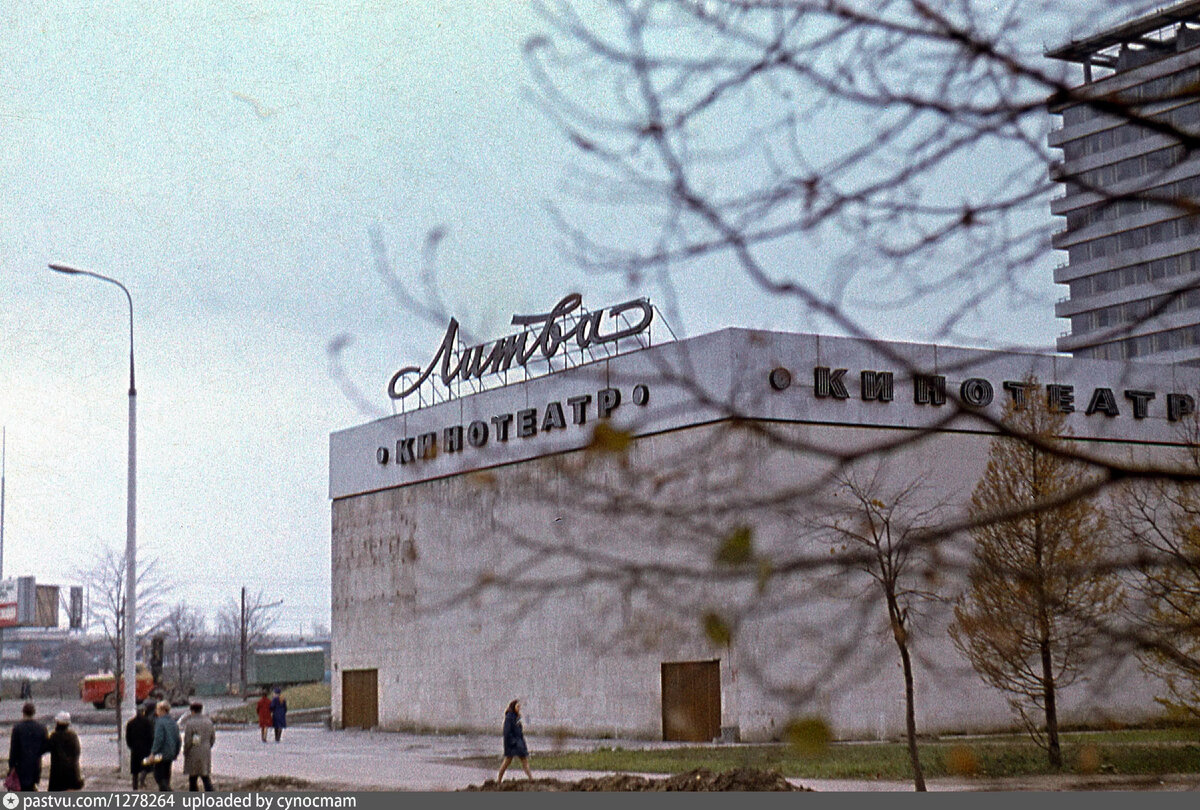 Литва
• КИНОТЕАТР •
• КИНОТЕАТР
pastvu.com/1278264 uploaded by cynocmam